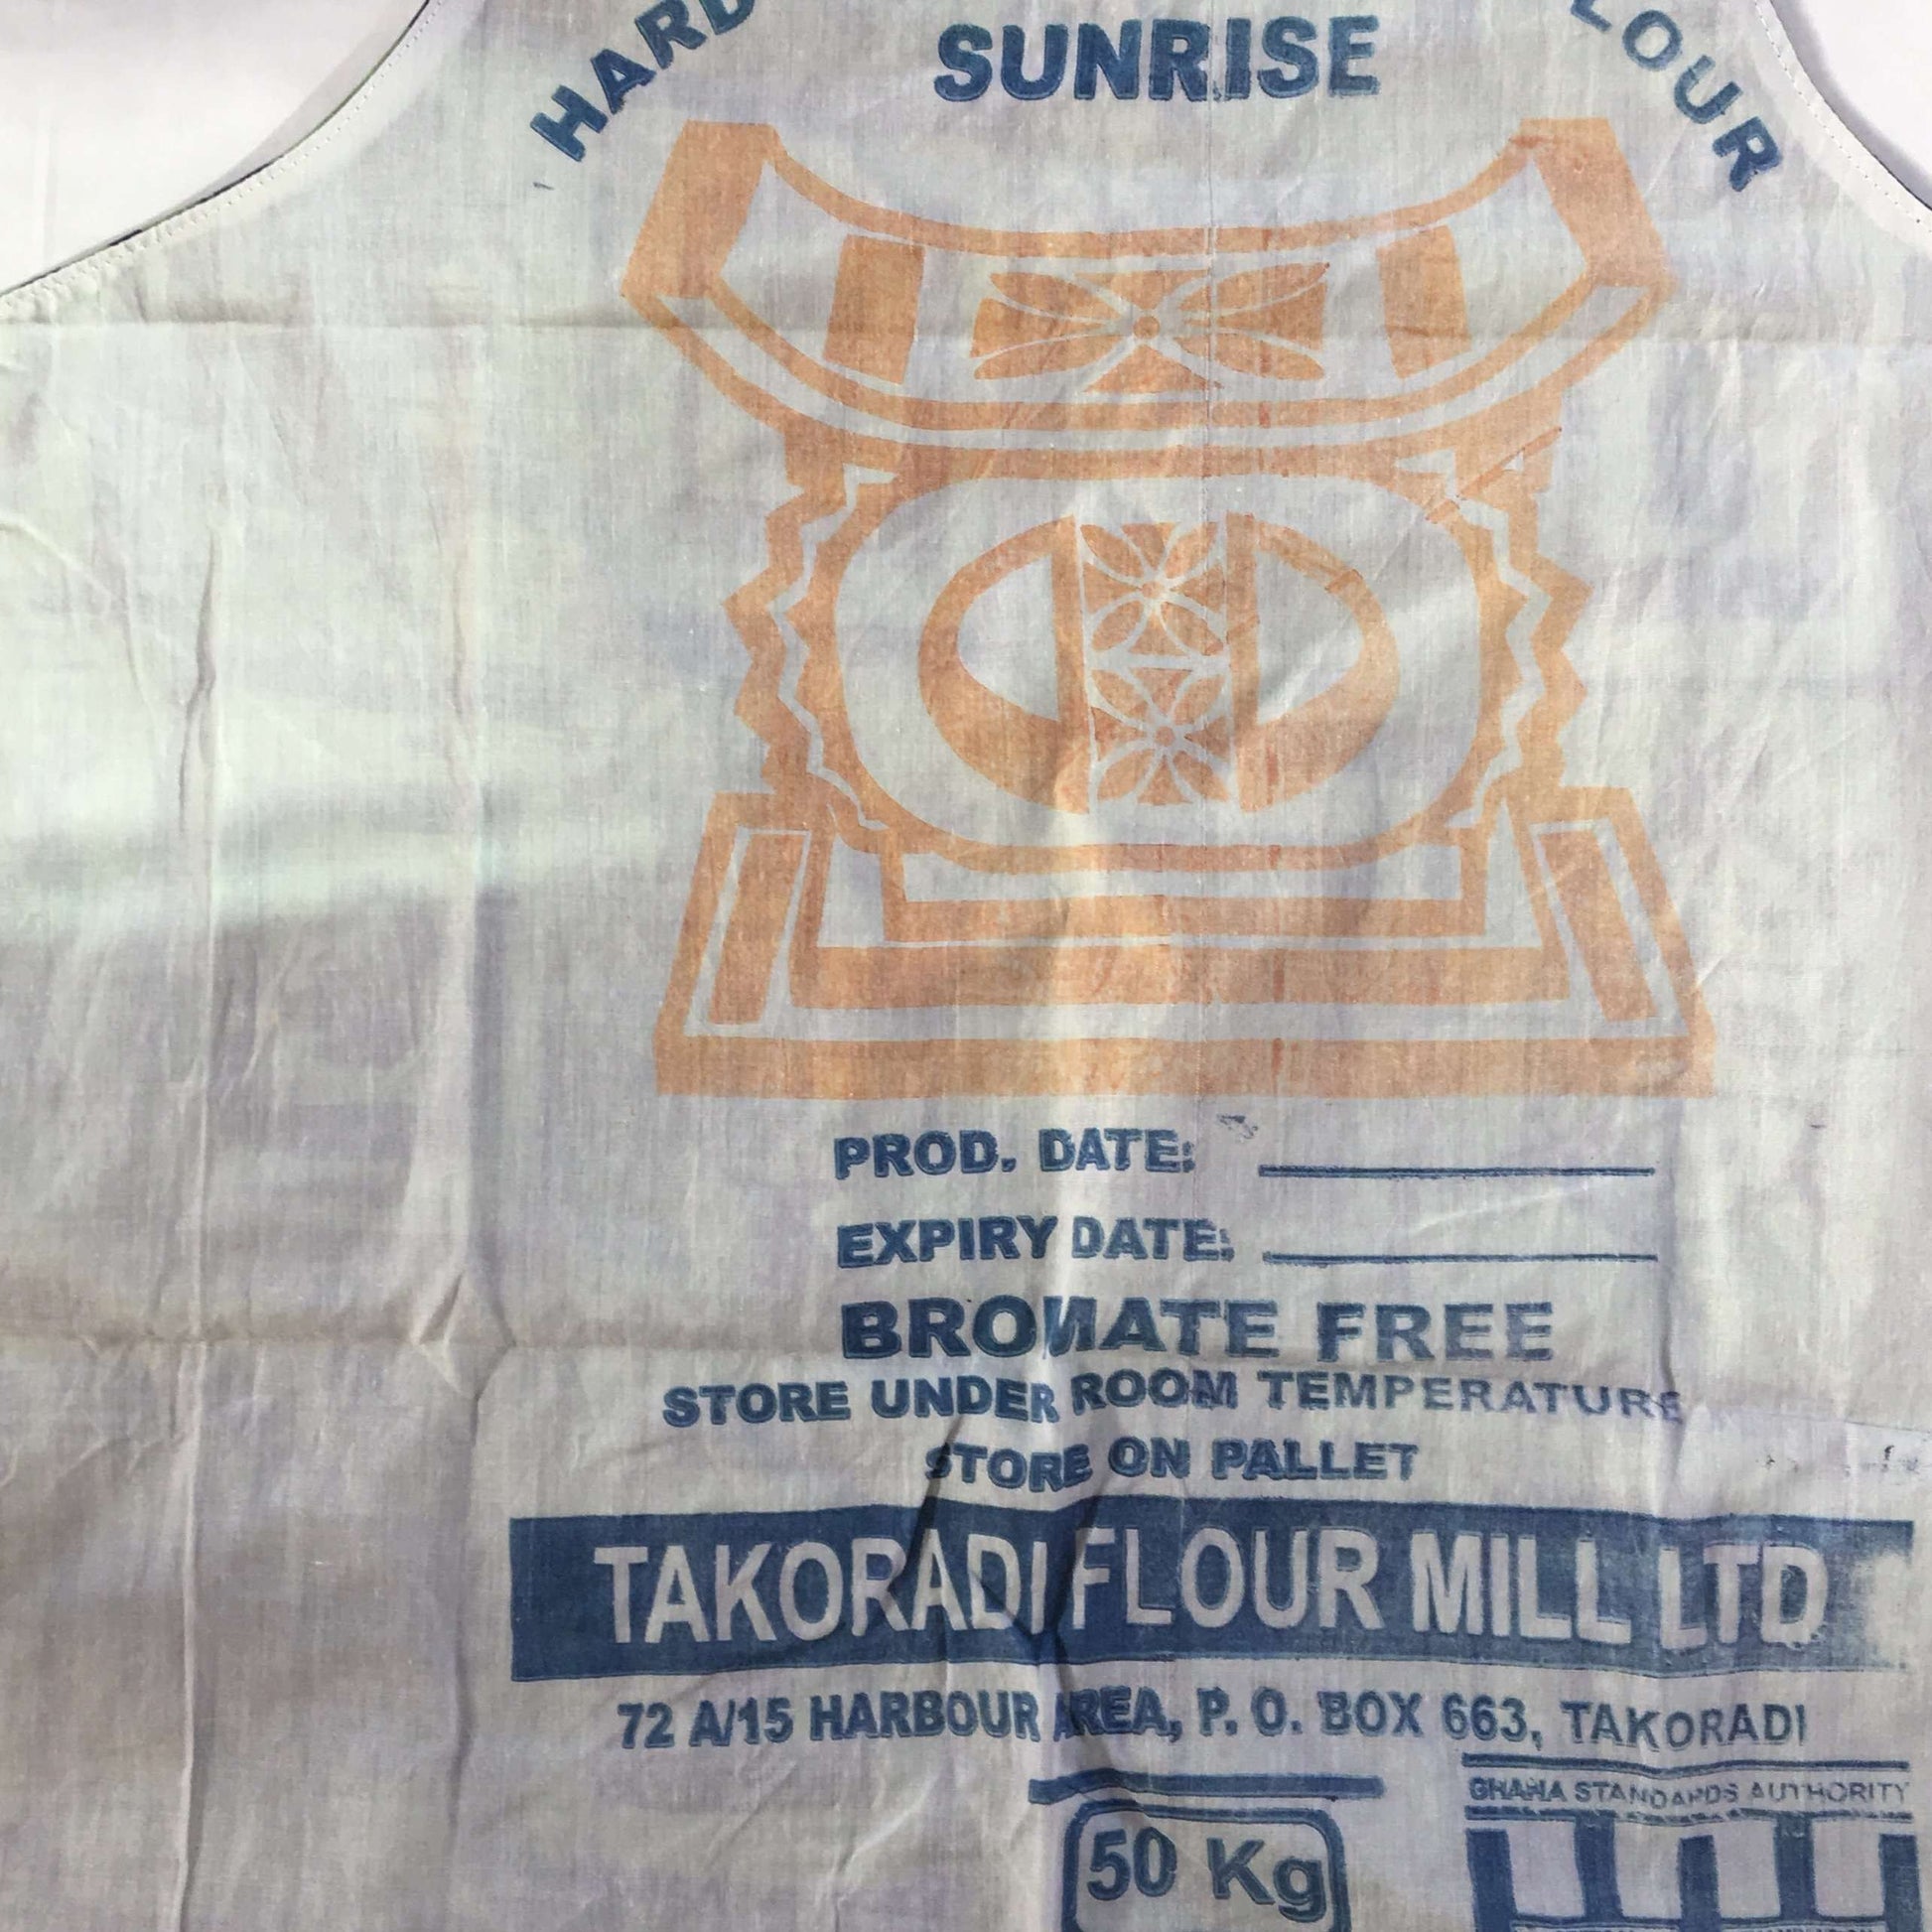 HARD
SUNRISE
LOUR
PROD. DATE:
EXPIRY DATE:
BROMATE FREE
STORE UNDER ROOM TEMPERATURE
STORE ON PALLET
TAKORADI FLOUR MILL LTD
72 A/15 HARBOUR AREA, P. O. BOX 663, TAKORADI
GHANA STANDARDS AUTHORITY
50 Kg